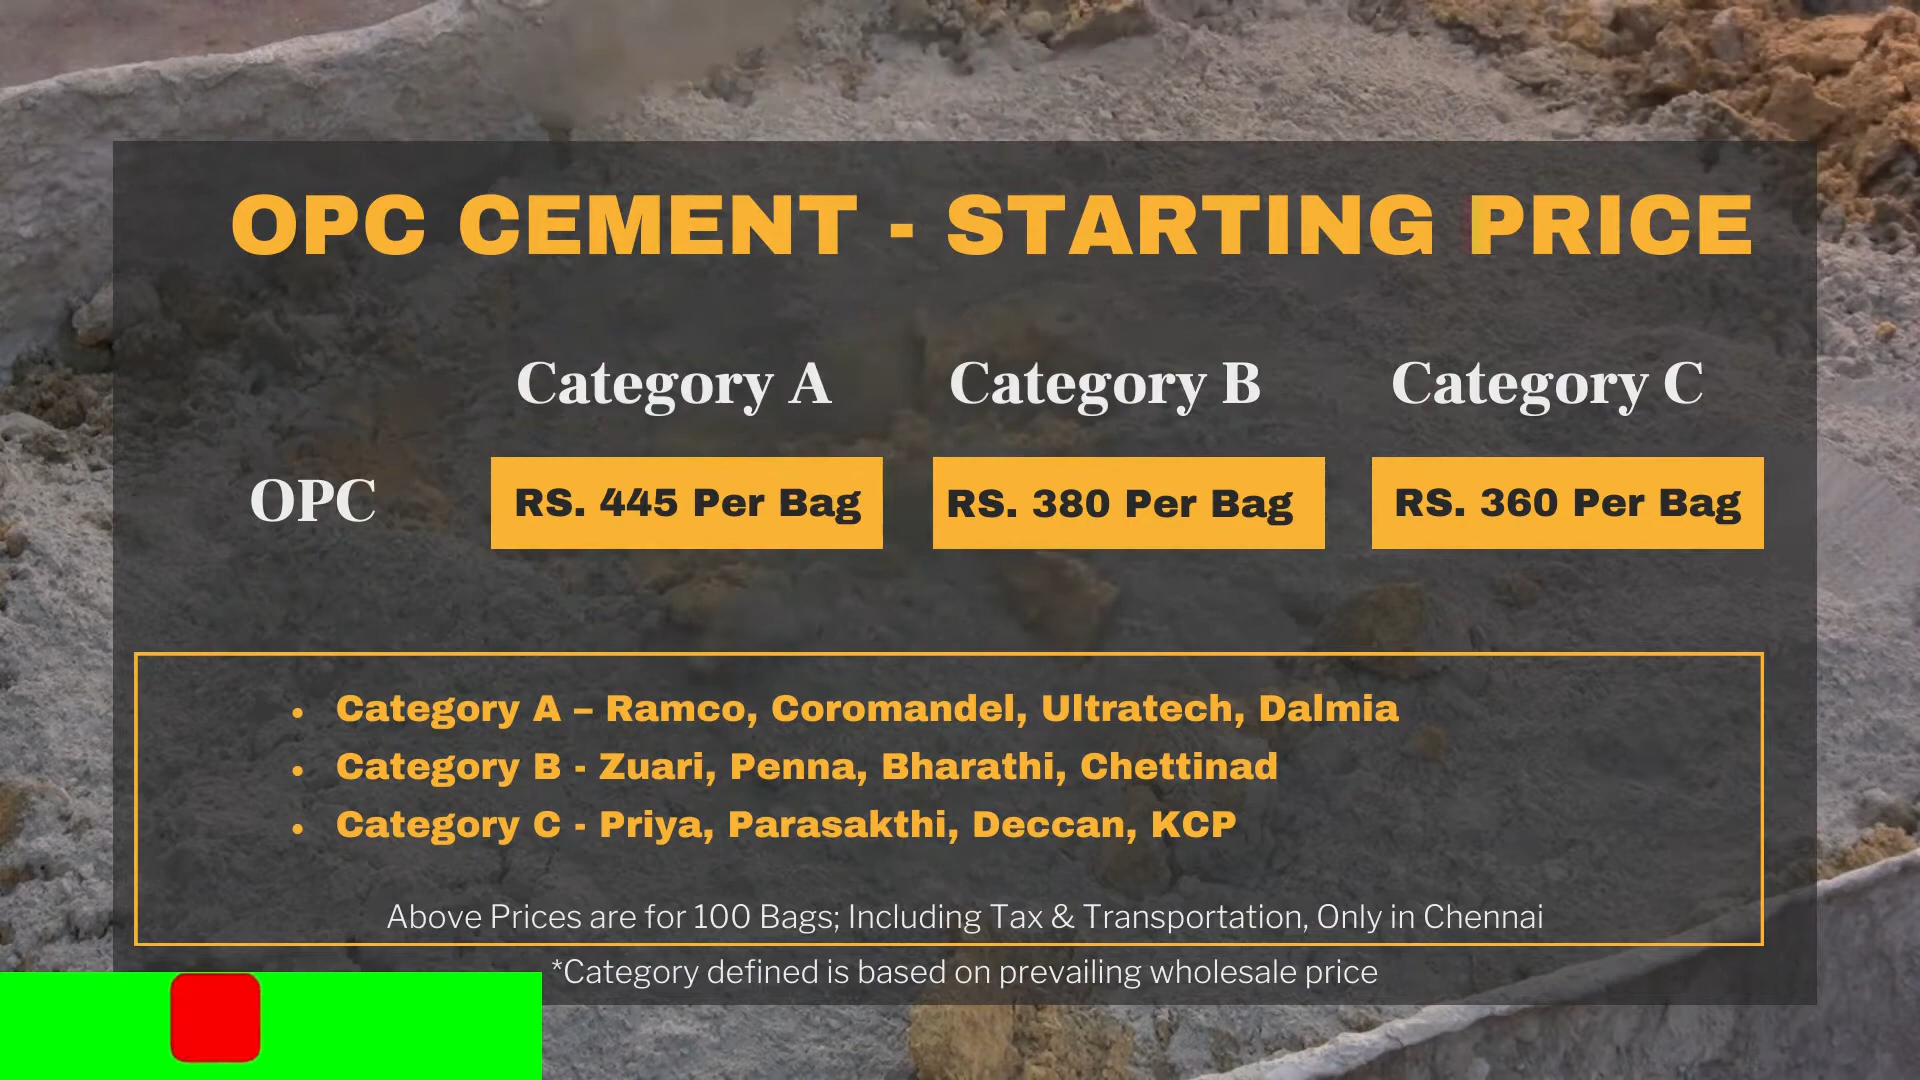 OPC CEMENT - STARTING PRICE
Category A Category B Category C
OPC RS. 445 Per Bag RS. 380 Per Bag RS. 360 Per Bag
• Category A – Ramco, Coromandel, Ultratech, Dalmia
• Category B - Zuari, Penna, Bharathi, Chettinad
• Category C - Priya, Parasakthi, Deccan, KCP
Above Prices are for 100 Bags; Including Tax & Transportation, Only in Chennai
*Category defined is based on prevailing wholesale price